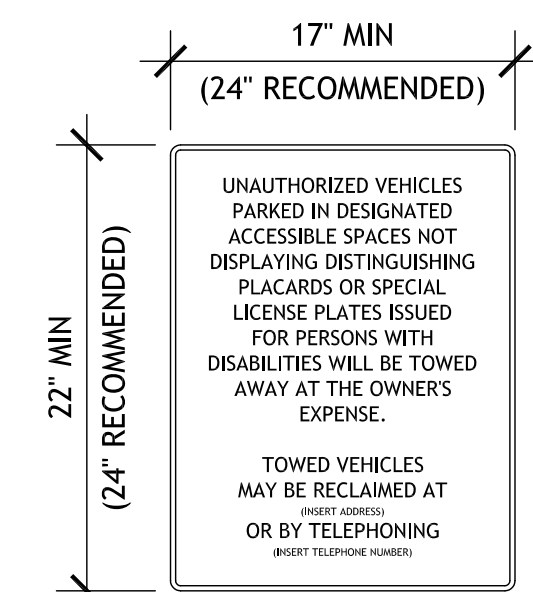 17" MIN
(24" RECOMMENDED)
22" MIN
(24" RECOMMENDED)
UNAUTHORIZED VEHICLES
PARKED IN DESIGNATED
ACCESSIBLE SPACES NOT
DISPLAYING DISTINGUISHING
PLACARDS OR SPECIAL
LICENSE PLATES ISSUED
FOR PERSONS WITH
DISABILITIES WILL BE TOWED
AWAY AT THE OWNER'S
EXPENSE.
TOWED VEHICLES
MAY BE RECLAIMED AT
(INSERT ADDRESS)
OR BY TELEPHONING
(INSERT TELEPHONE NUMBER)